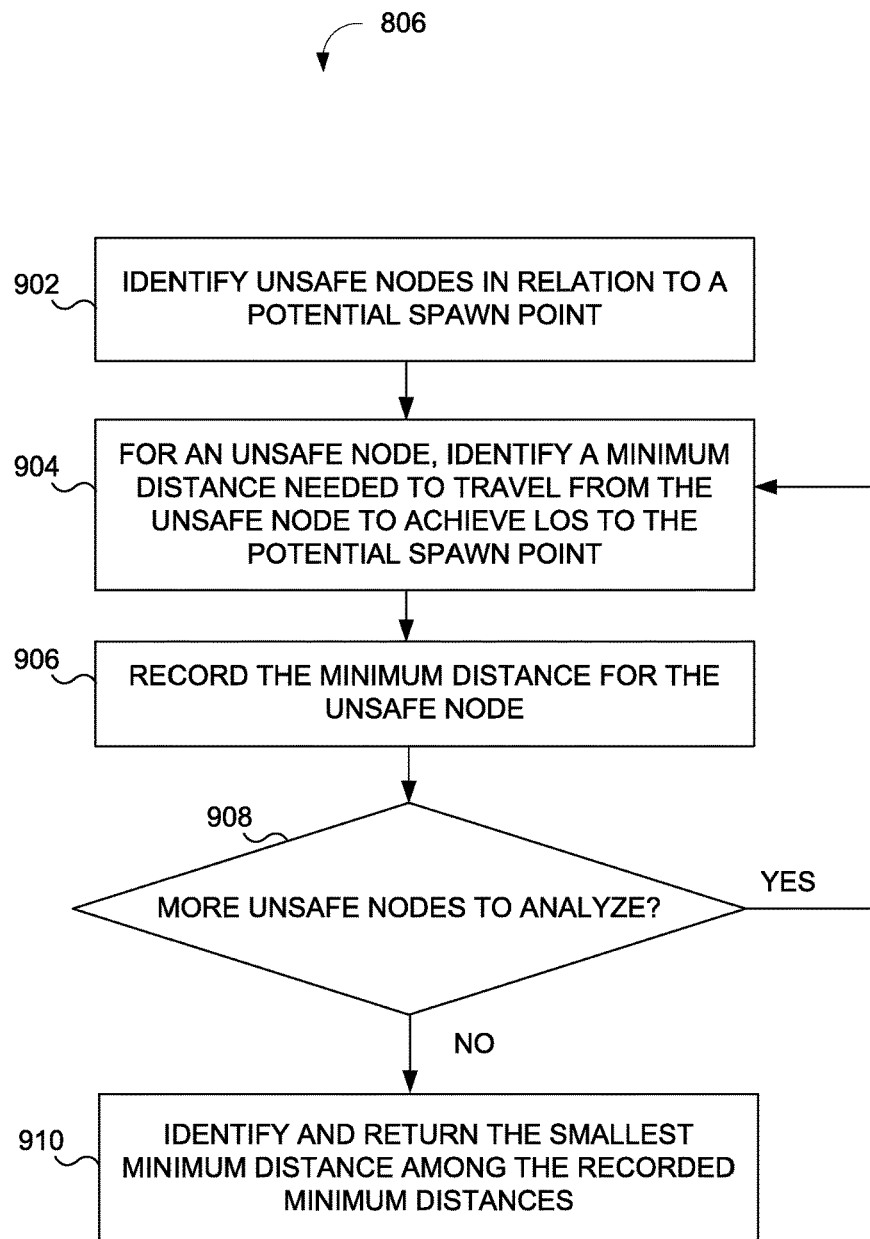 806
902
IDENTIFY UNSAFE NODES IN RELATION TO A
POTENTIAL SPAWN POINT
904
FOR AN UNSAFE NODE, IDENTIFY A MINIMUM
DISTANCE NEEDED TO TRAVEL FROM THE
UNSAFE NODE TO ACHIEVE LOS TO THE
POTENTIAL SPAWN POINT
906
RECORD THE MINIMUM DISTANCE FOR THE
UNSAFE NODE
908
MORE UNSAFE NODES TO ANALYZE?
YES
NO
910
IDENTIFY AND RETURN THE SMALLEST
MINIMUM DISTANCE AMONG THE RECORDED
MINIMUM DISTANCES